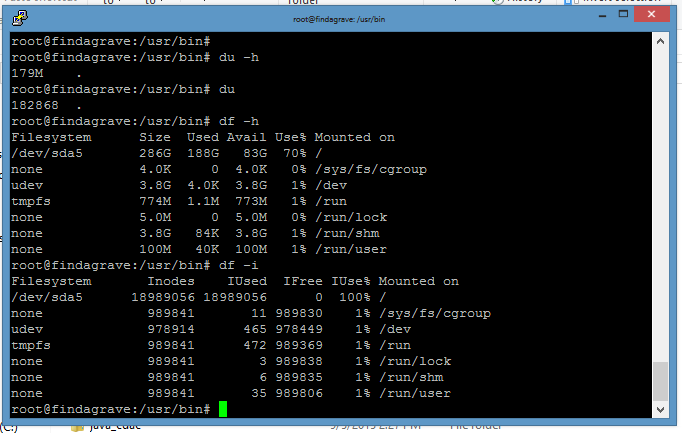 to
to
folder
History
root@findagrave: /usr/bin
root@findagrave:/usr/bin#
root@findagrave:/usr/bin# du -h
179M    .
root@findagrave:/usr/bin# du
182868  .
root@findagrave:/usr/bin# df -h
Filesystem      Size  Used Avail Use% Mounted on
/dev/sda5       286G  188G   83G  70% /
none            4.0K     0  4.0K   0% /sys/fs/cgroup
udev            3.8G  4.0K  3.8G   1% /dev
tmpfs           774M  1.1M  773M   1% /run
none            5.0M     0  5.0M   0% /run/lock
none            3.8G   84K  3.8G   1% /run/shm
none            100M   40K  100M   1% /run/user
root@findagrave:/usr/bin# df -i
Filesystem       Inodes    IUsed  IFree IUse% Mounted on
/dev/sda5      18989056 18989056      0  100% /
none             989841       11 989830    1% /sys/fs/cgroup
udev             978914      465 978449    1% /dev
tmpfs            989841      472 989369    1% /run
none             989841        3 989838    1% /run/lock
none             989841        6 989835    1% /run/shm
none             989841       35 989806    1% /run/user
root@findagrave:/usr/bin#
(C:)
java_cdac